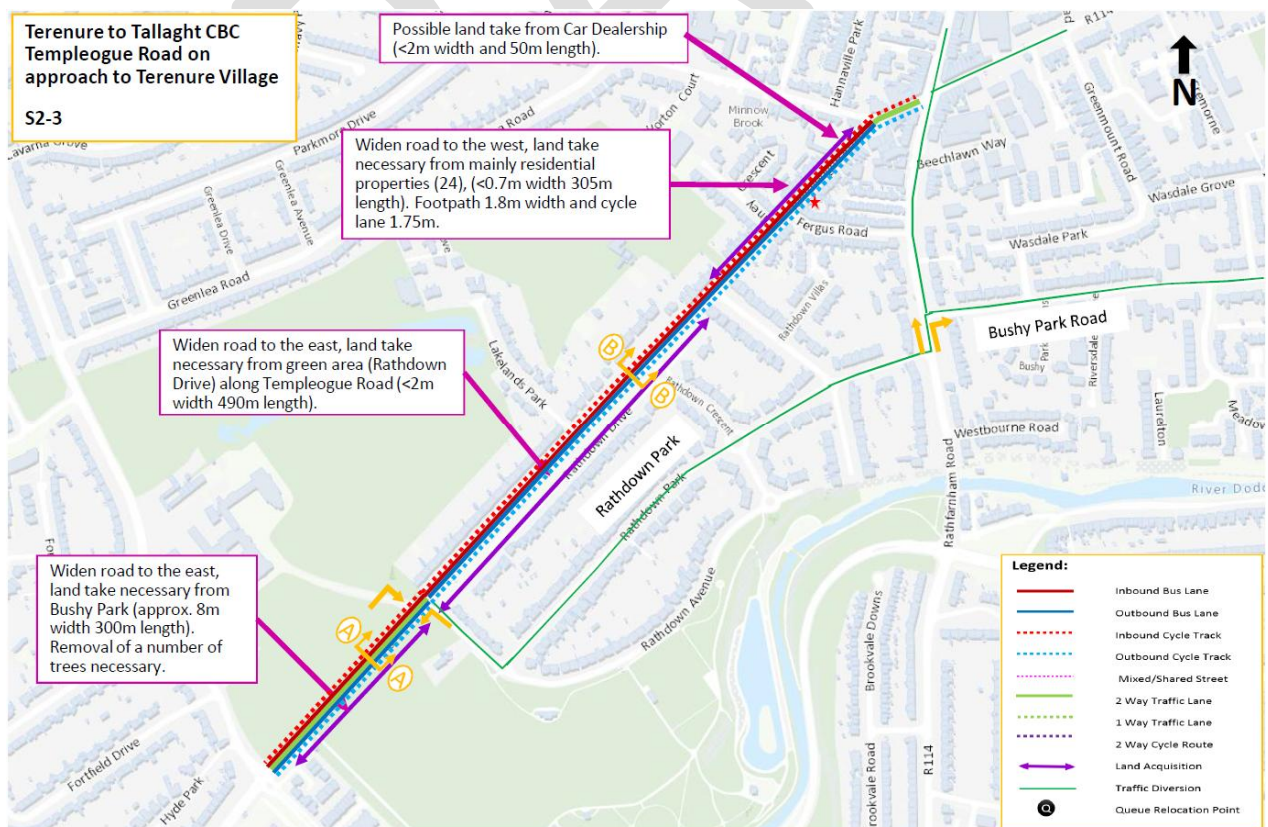 Terenure to Tallaght CBC
Templeogue Road on
approach to Terenure Village
S2-3
Possible land take from Car Dealership
(<2m width and 50m length).
Widen road to the west, land take
necessary from mainly residential
properties (24), (<0.7m width 305m
length). Footpath 1.8m width and cycle
lane 1.75m.
Widen road to the east, land take
necessary from green area (Rathdown
Drive) along Templeogue Road (<2m
width 490m length).
Widen road to the east,
land take necessary from
Bushy Park (approx. 8m
width 300m length).
Removal of a number of
trees necessary.
N
R114
Hannaville Park
Minnow
Brook
Parkmore Drive
Greenlea Avenue
Greenlea Drive
Greenlea Road
Crescent
Fergus Road
Beechlawn Way
Greenmount Road
Wasdale Grove
Wasdale Park
Rathdown Villas
Bushy Park Road
Bushy
Park
Riversdale
Laurelton
Westbourne Road
Rathfarnham Road
Lakelands Park
Rathdown Drive
Rathdown Crescent
Rathdown Park
Rathdown Park
Rathdown Avenue
B
B
A
A
Fortfield Drive
Hyde Park
Brookvale Downs
R114
Legend:
Inbound Bus Lane
Outbound Bus Lane
Inbound Cycle Track
Outbound Cycle Track
Mixed/Shared Street
2 Way Traffic Lane
1 Way Traffic Lane
2 Way Cycle Route
Land Acquisition
Traffic Diversion
Q
Queue Relocation Point